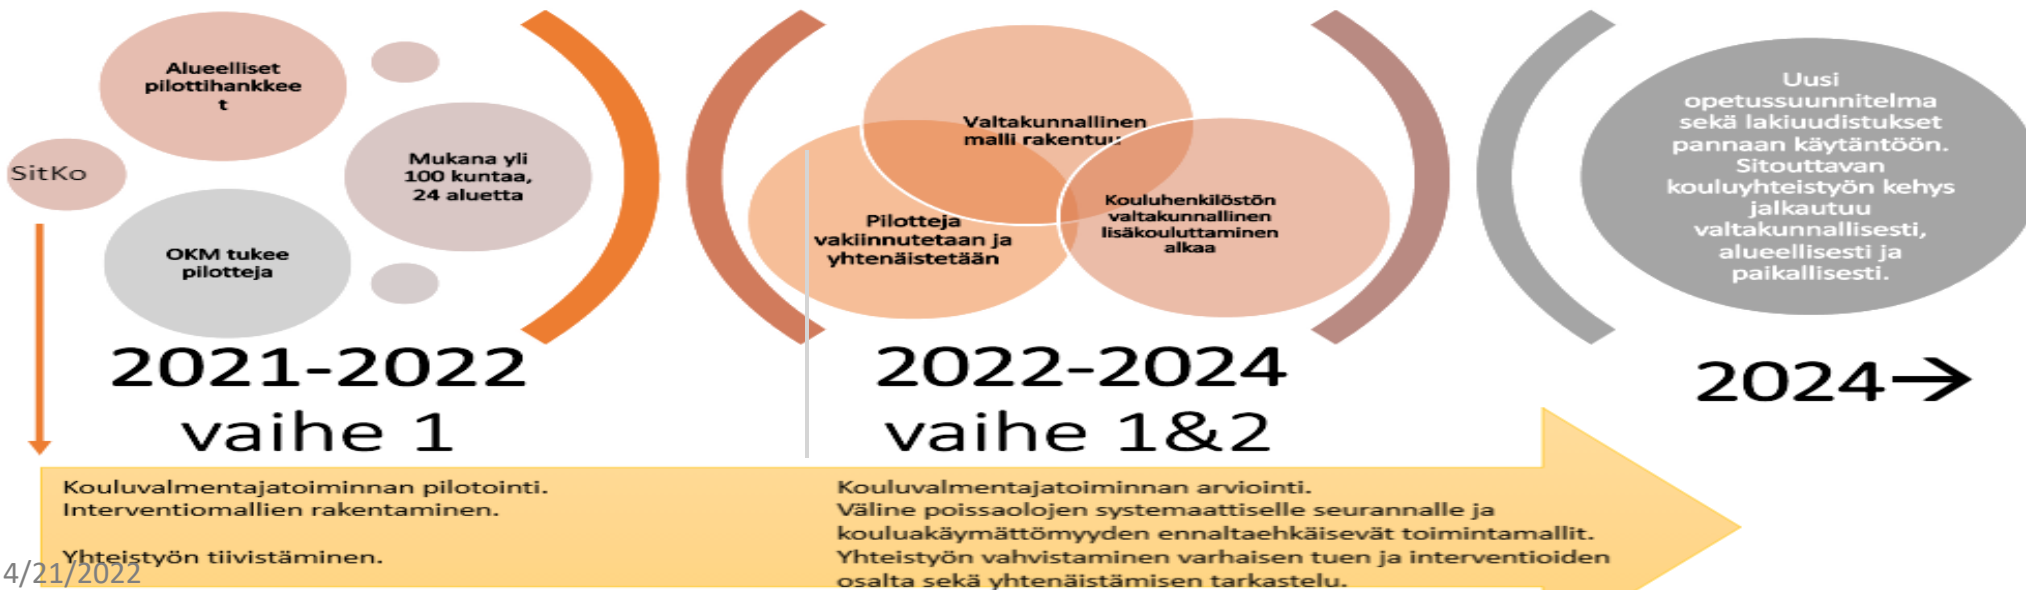 Alueelliset
pilottihankkee
t
SitKo
Mukana yli
100 kuntaa,
24 aluetta
OKM tukee
pilotteja
2021-2022
vaihe 1
Valtakunnallinen
malli rakentuu
Pilotteja
vakiinnutetaan ja
yhtenäistetään
Kouluhenkilöstön
valtakunnallinen
lisäkouluttaminen
alkaa
2022-2024
vaihe 1&2
Uusi
opetussuunnitelma
sekä lakiuudistukset
pannaan käytäntöön.
Sitouttavan
kouluyhteistyön kehys
jalkautuu
valtakunnallisesti,
alueellisesti ja
paikallisesti.
2024→
Kouluvalmentajatoiminnan pilotointi.
Interventiomallien rakentaminen.
Yhteistyön tiivistäminen.
Kouluvalmentajatoiminnan arviointi.
Väline poissaolojen systemaattiselle seurannalle ja
kouluakäymättömyyden ennaltaehkäisevät toimintamallit.
Yhteistyön vahvistaminen varhaisen tuen ja interventioiden
osalta sekä yhtenäistämisen tarkastelu.
4/21/2022